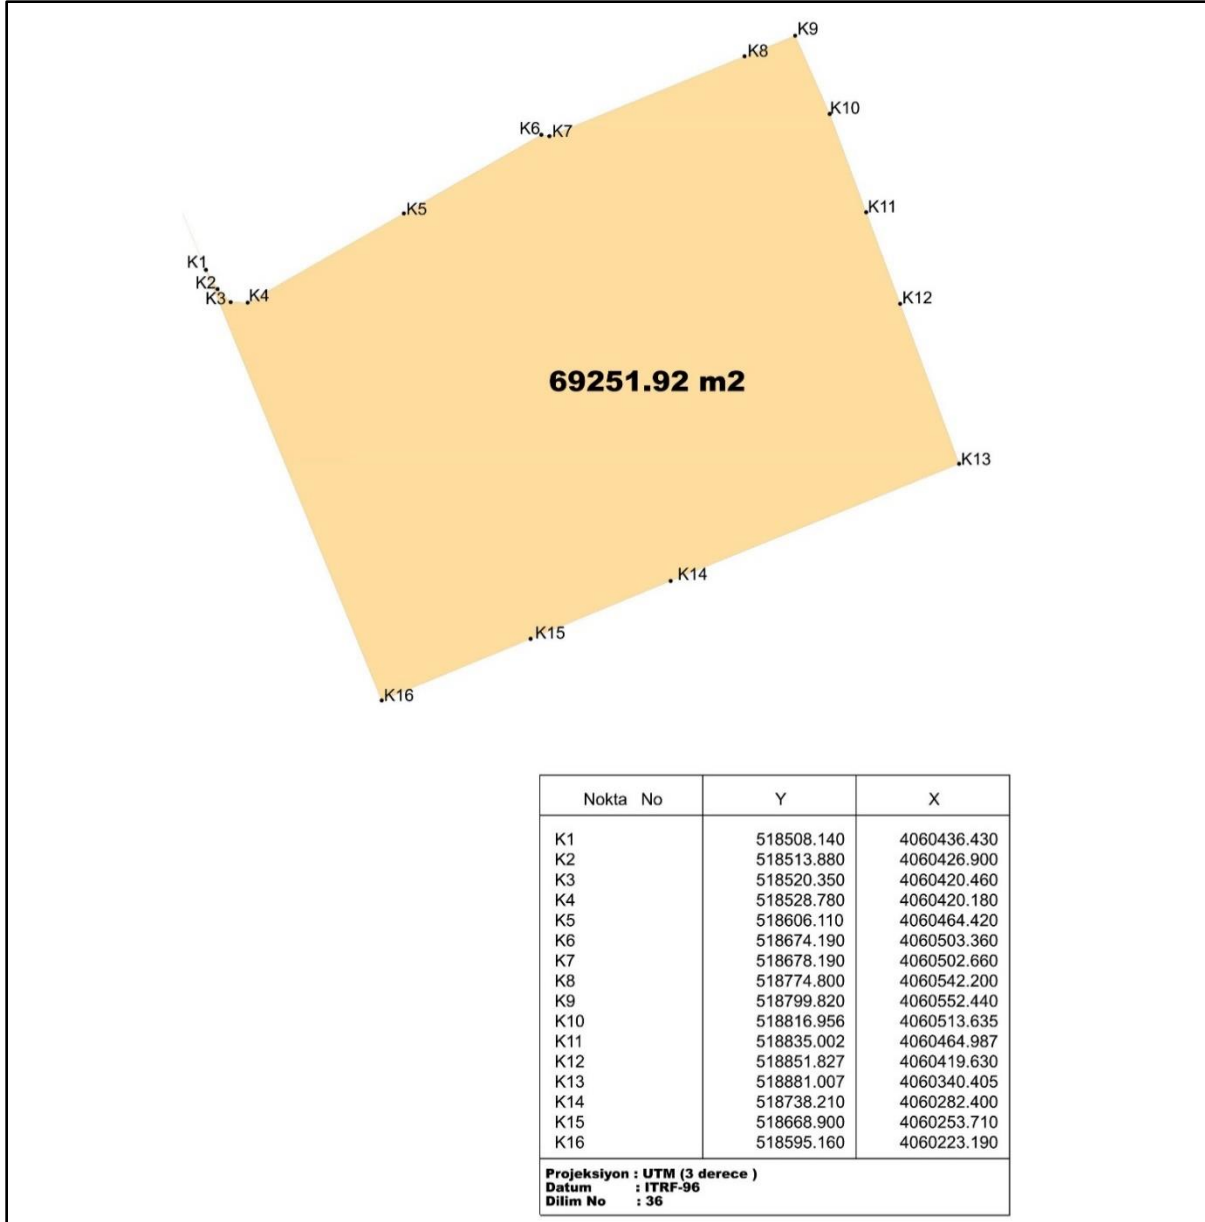 K9
K8
K10
K6
K7
K5
K11
K1
K2
K3
K4
K12
69251.92 m2
K13
K14
K15
K16
Nokta No Y X
K1 518508.140 4060436.430
K2 518513.880 4060426.900
K3 518520.350 4060420.460
K4 518528.780 4060420.180
K5 518606.110 4060464.420
K6 518674.190 4060503.360
K7 518678.190 4060502.660
K8 518774.800 4060542.200
K9 518799.820 4060552.440
K10 518816.956 4060513.635
K11 518835.002 4060464.987
K12 518851.827 4060419.630
K13 518881.007 4060340.405
K14 518738.210 4060282.400
K15 518668.900 4060253.710
K16 518595.160 4060223.190
Projeksiyon : UTM (3 derece )
Datum : ITRF-96
Dilim No : 36